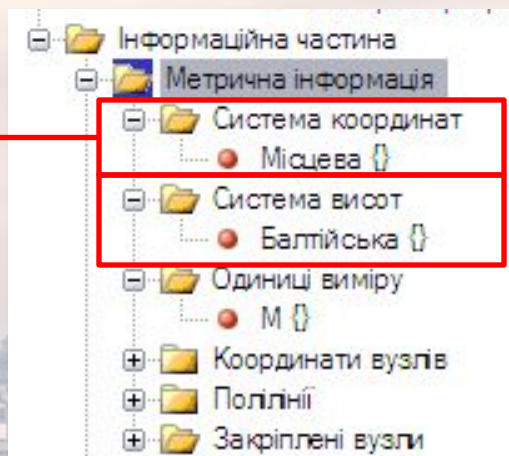 Інформаційна частина
Метрична інформація
Система координат
Місцева {}
Система висот
Балтійська {}
Одиниці виміру
М {}
Координати вузлів
Полілінії
Закріплені вузли